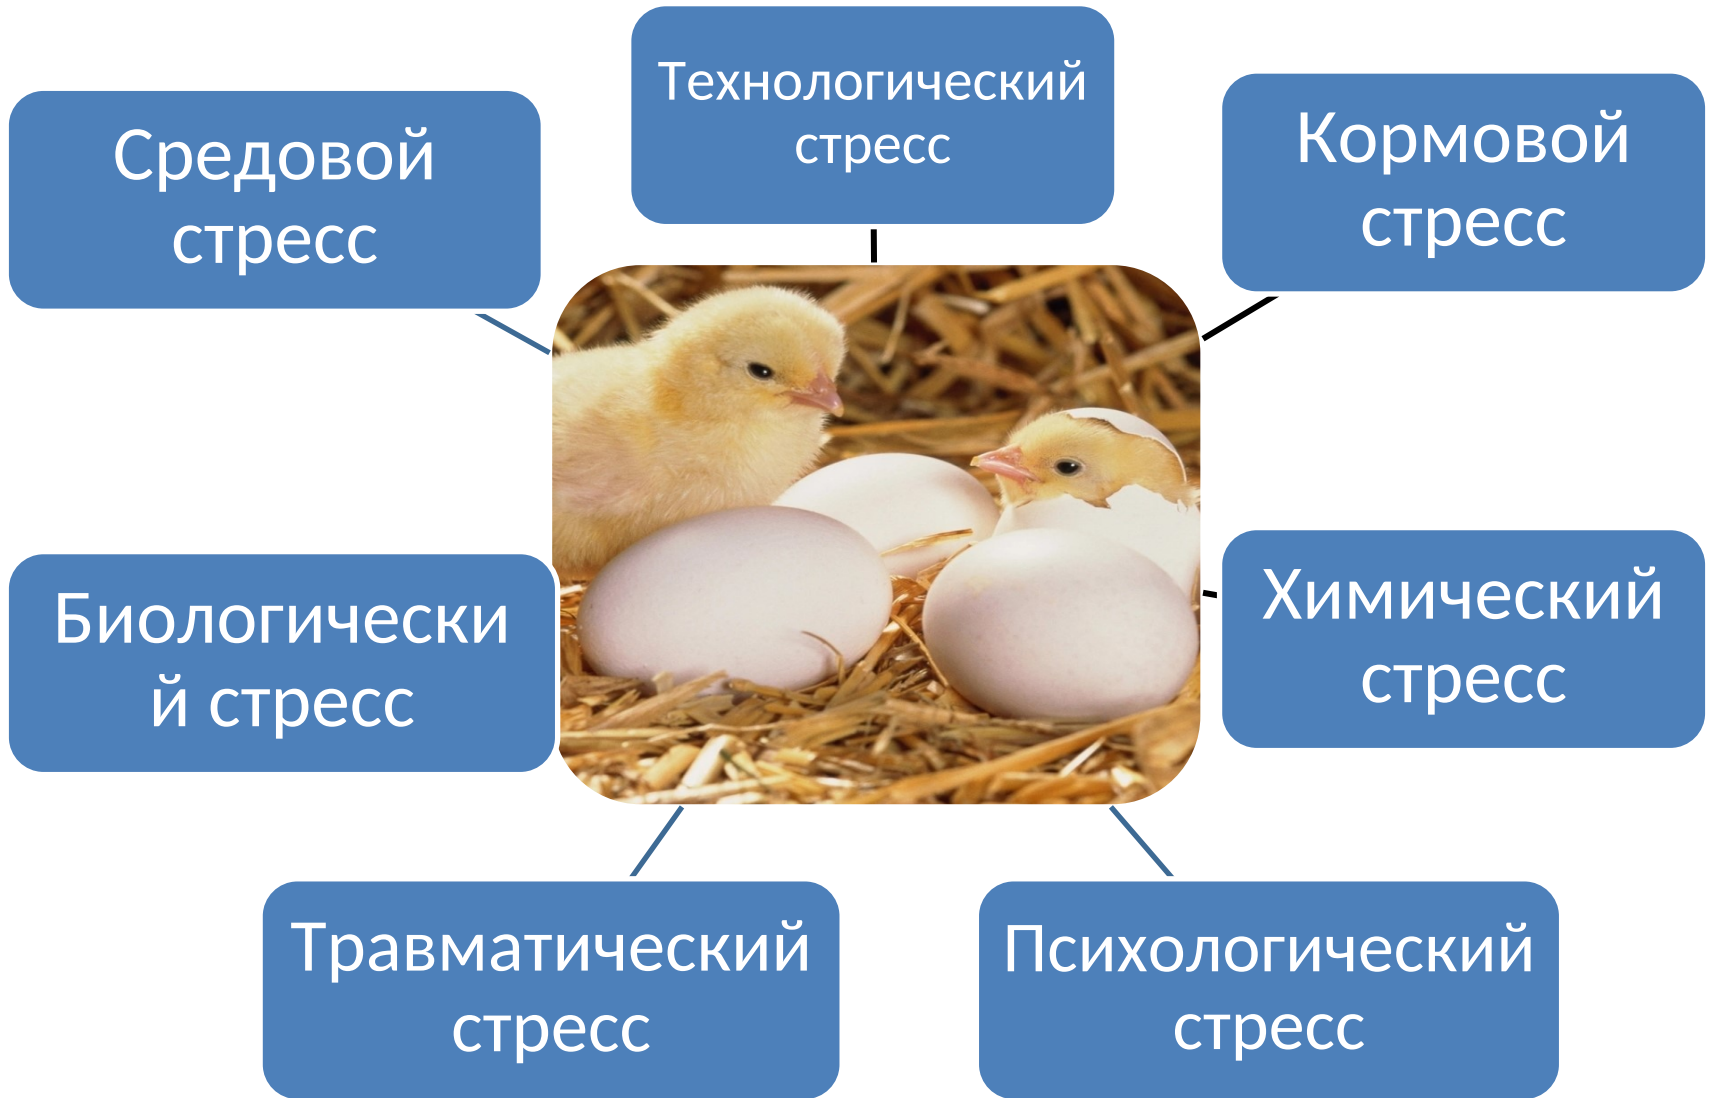 Технологический
стресс
Средовой
стресс
Кормовой
стресс
Биологически
й стресс
Химический
стресс
Травматический
стресс
Психологический
стресс